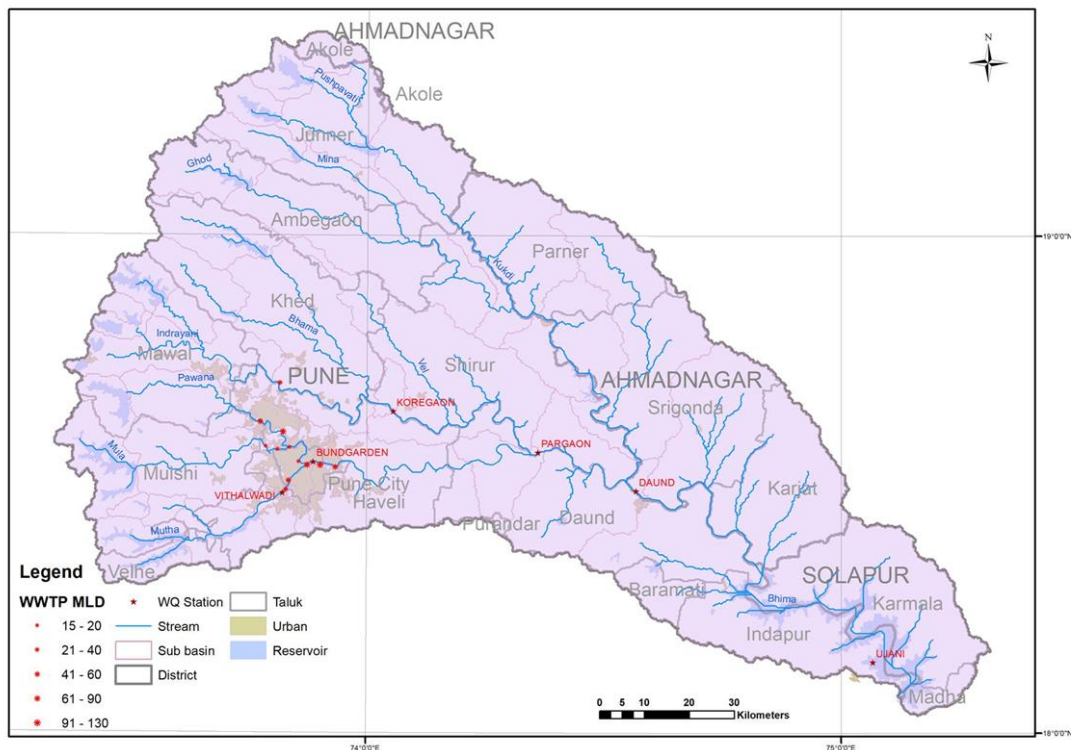 AHMADNAGAR
N
Akole
Pushpavati
Akole
Junner
Mina
Ghod
Ambegaon
Parner
19°0'0"N
Kukdi
Khed
Bhama
Indrayani
Mawal
Vel
Shirur
PUNE
AHMADNAGAR
Pawana
KOREGAON
Srigonda
PARGAON
BUNDGARDEN
Mula
Mulshi
DAUND
Karjat
VITHALWADI
Pune City
Haveli
Purandar
Daund
Mutha
Velhe
SOLAPUR
Baramati
Bhima
Karmala
Indapur
UJANI
Madha
Legend
WWTP MLD
15 - 20
21 - 40
41 - 60
61 - 90
91 - 130
WQ Station
Stream
Sub basin
District
Taluk
Urban
Reservoir
0 5 10 20 30
Kilometers
74°0'0"E
75°0'0"E
18°0'0"N